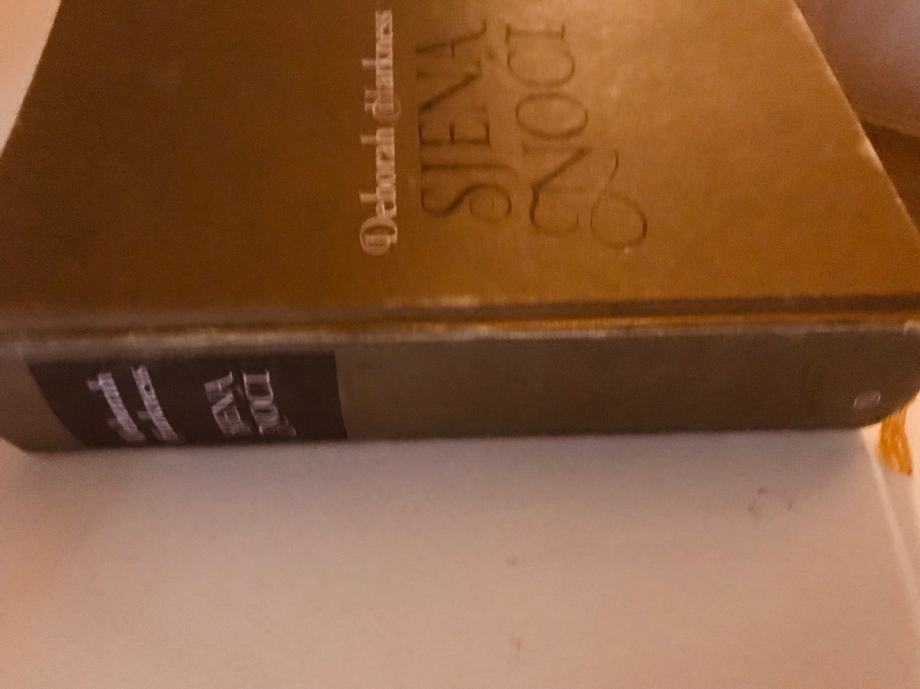 Deborah Harkness
SJENA
NOĆI
Deborah
Harkness
SJENA
NOĆI